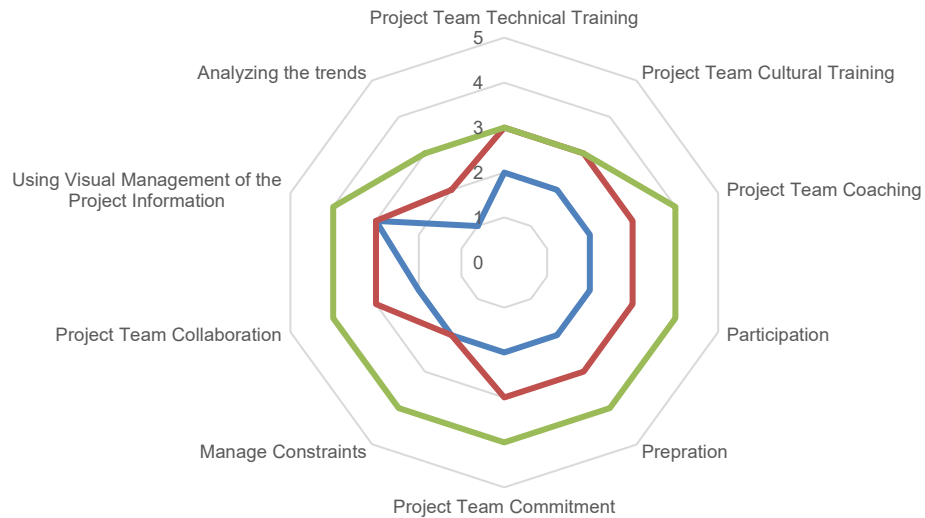 Project Team Technical Training
5
4
3
2
1
0
Project Team Cultural Training
Project Team Coaching
Participation
Prepration
Project Team Commitment
Manage Constraints
Project Team Collaboration
Using Visual Management of the
Project Information
Analyzing the trends